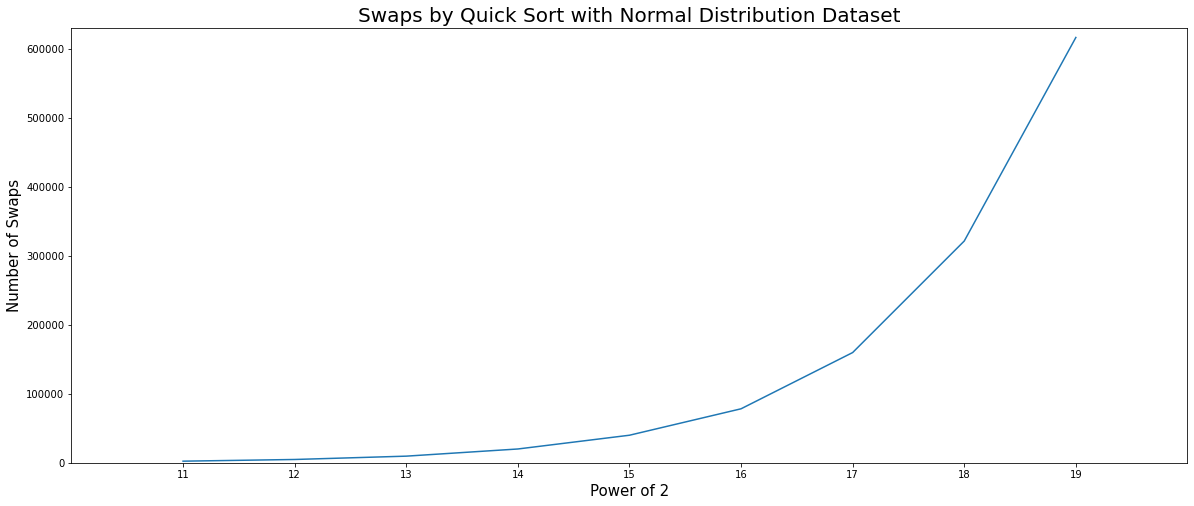 Swaps by Quick Sort with Normal Distribution Dataset
600000
500000
400000
300000
200000
100000
0
Number of Swaps
11 12 13 14 15 16 17 18 19
Power of 2